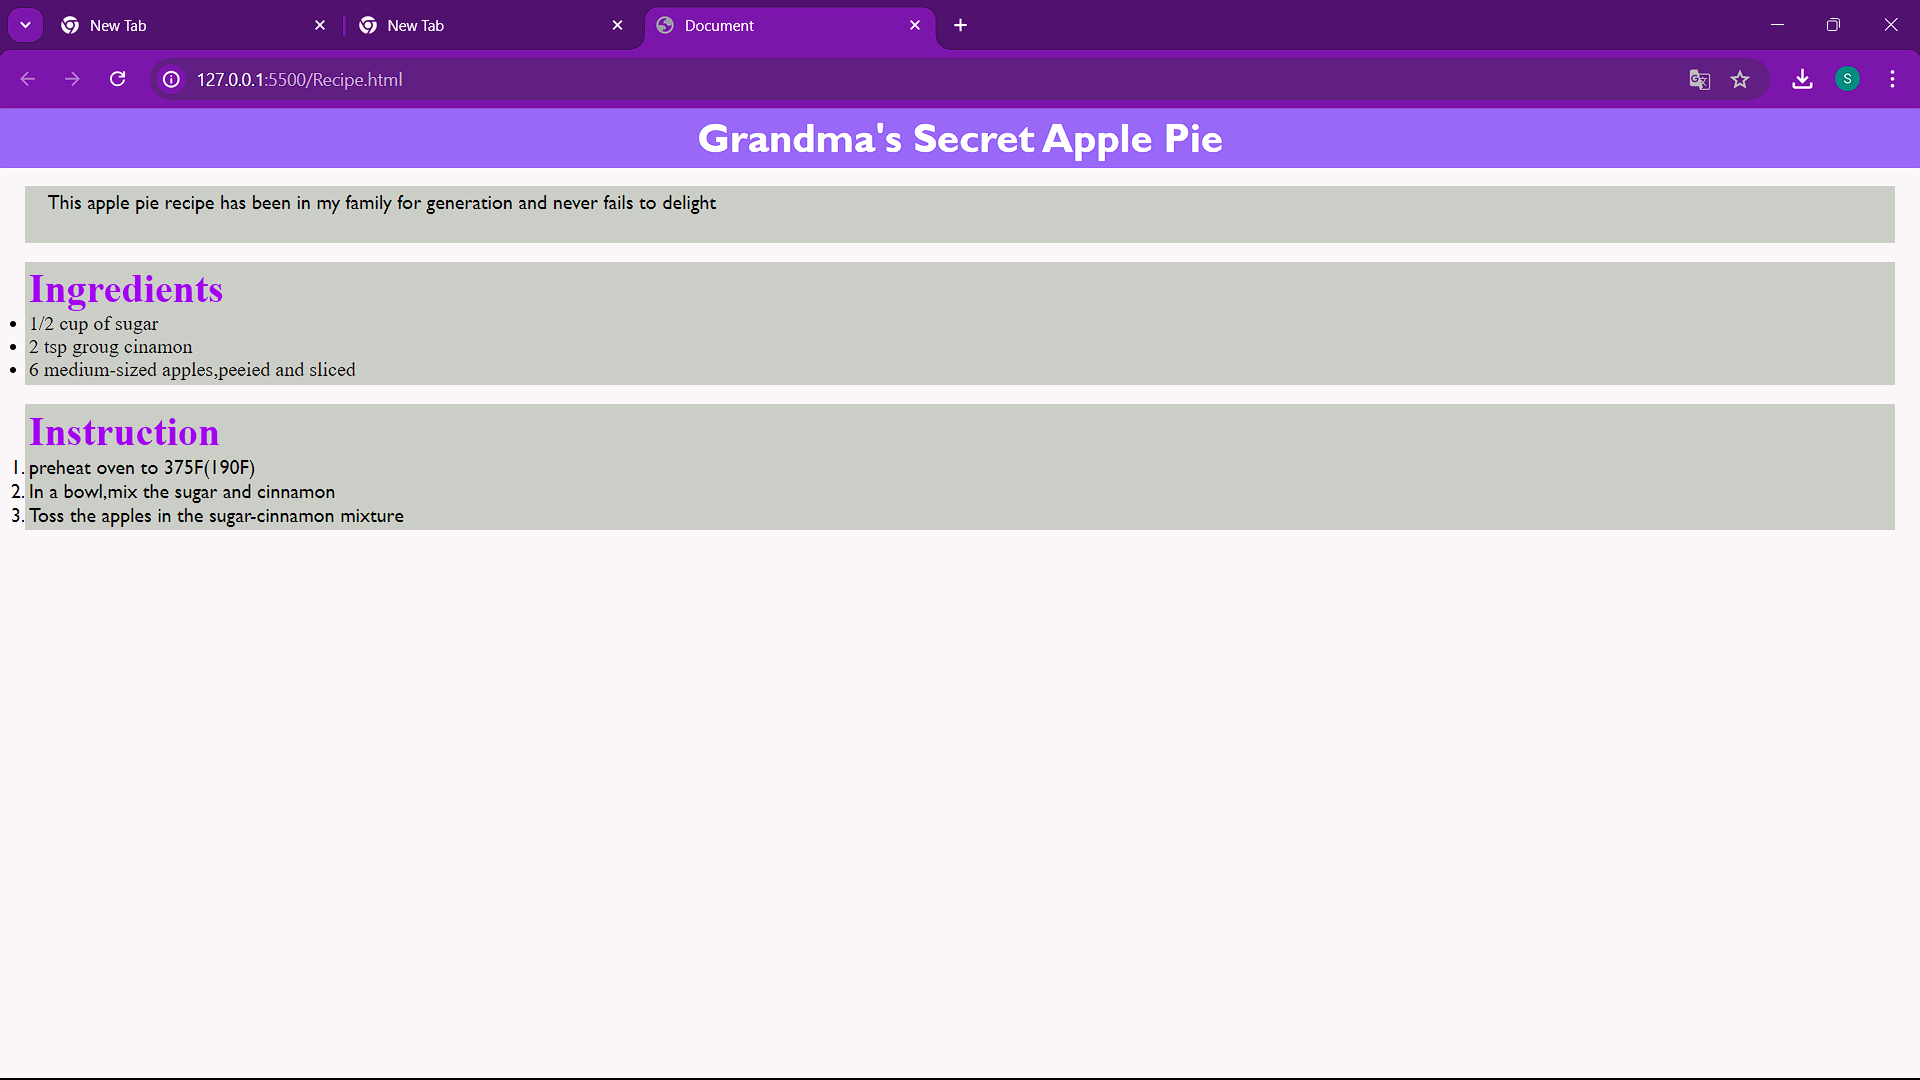 New Tab
New Tab
Document
127.0.0.1:5500/Recipe.html
S
Grandma's Secret Apple Pie
This apple pie recipe has been in my family for generation and never fails to delight
Ingredients
• 1/2 cup of sugar
• 2 tsp groug cinamon
• 6 medium-sized apples,peeied and sliced
Instruction
1. preheat oven to 375F(190F)
2. In a bowl,mix the sugar and cinnamon
3. Toss the apples in the sugar-cinnamon mixture